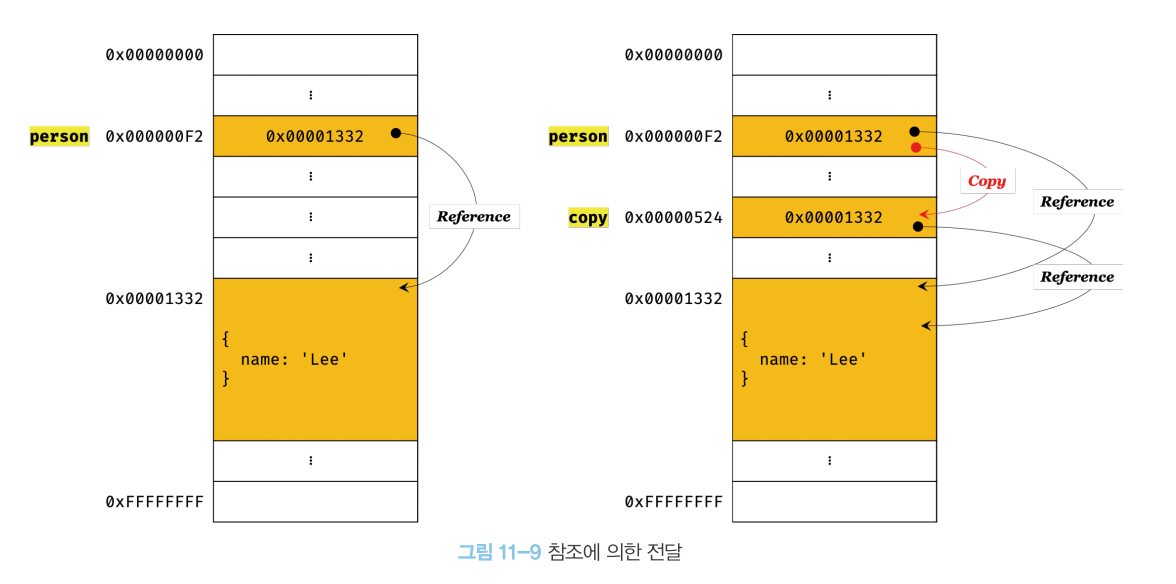 0x00000000
⋮
person 0x000000F2 0x00001332
⋮
Reference
⋮
0x00001332
{
name: 'Lee'
}
⋮
0xFFFFFFFF
0x00000000
⋮
person 0x000000F2 0x00001332
⋮
Copy
Reference
copy 0x00000524 0x00001332
⋮
Reference
0x00001332
{
name: 'Lee'
}
⋮
0xFFFFFFFF
그림 11-9 참조에 의한 전달